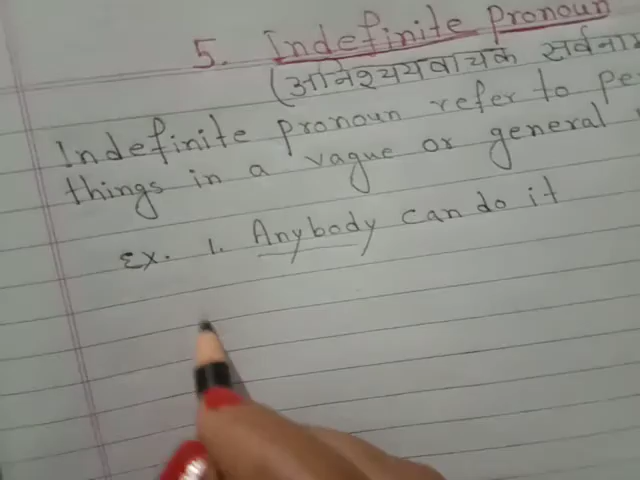 5. Indefinite Pronoun
(अनिश्ययवाचक
Indefinite pronoun refer to
things in a vague or general
Ex. 1. Anybody can do it